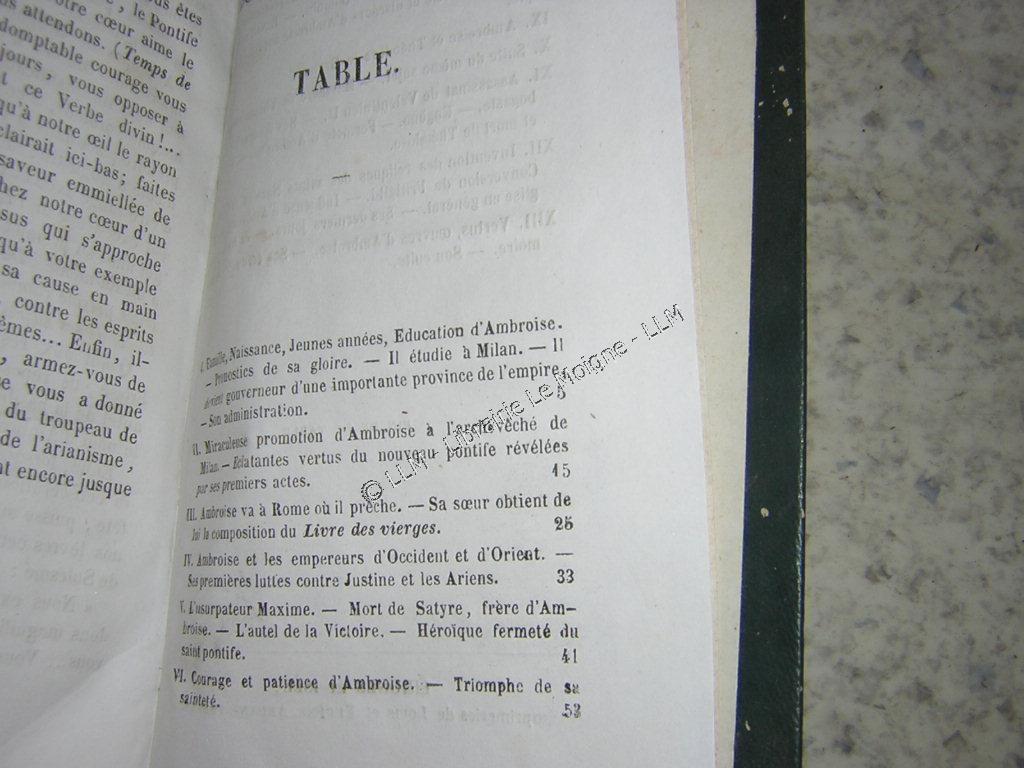 ous êtes
, le Pontife
otre cœur aime le
us attendons. (Temps de
domptable courage vous
jours, vous opposer à
t ce Verbe divin!...
qu'à notre œil le rayon
clairait ici-bas; faites
saveur emmiellée de
hez notre cœur d'un
sus qui s'approche
qu'à votre exemple
sa cause en main
contre les esprits
êmes... Enfin, il-
, armez-vous de
e vous a donné
du troupeau de
de l'arianisme,
nt encore jusque
TABLE.
I. Famille, Naissance, Jeunes années, Education d'Ambroise.
— Pronostics de sa gloire. — Il étudie à Milan. — Il
devient gouverneur d'une importante province de l'empire.
— Son administration. 5
II. Miraculeuse promotion d'Ambroise à l'archevêché de
Milan. — Eclatantes vertus du nouveau pontife révélées
par ses premiers actes. 15
III. Ambroise va à Rome où il prêche. — Sa sœur obtient de
lui la composition du Livre des vierges. 25
IV. Ambroise et les empereurs d'Occident et d'Orient. —
Ses premières luttes contre Justine et les Ariens. 33
V. L'usurpateur Maxime. — Mort de Satyre, frère d'Am-
broise. — L'autel de la Victoire. — Héroïque fermeté du
saint pontife. 41
VI. Courage et patience d'Ambroise. — Triomphe de sa
sainteté. 53
© LLM - Librairie Le Moigne - LLM